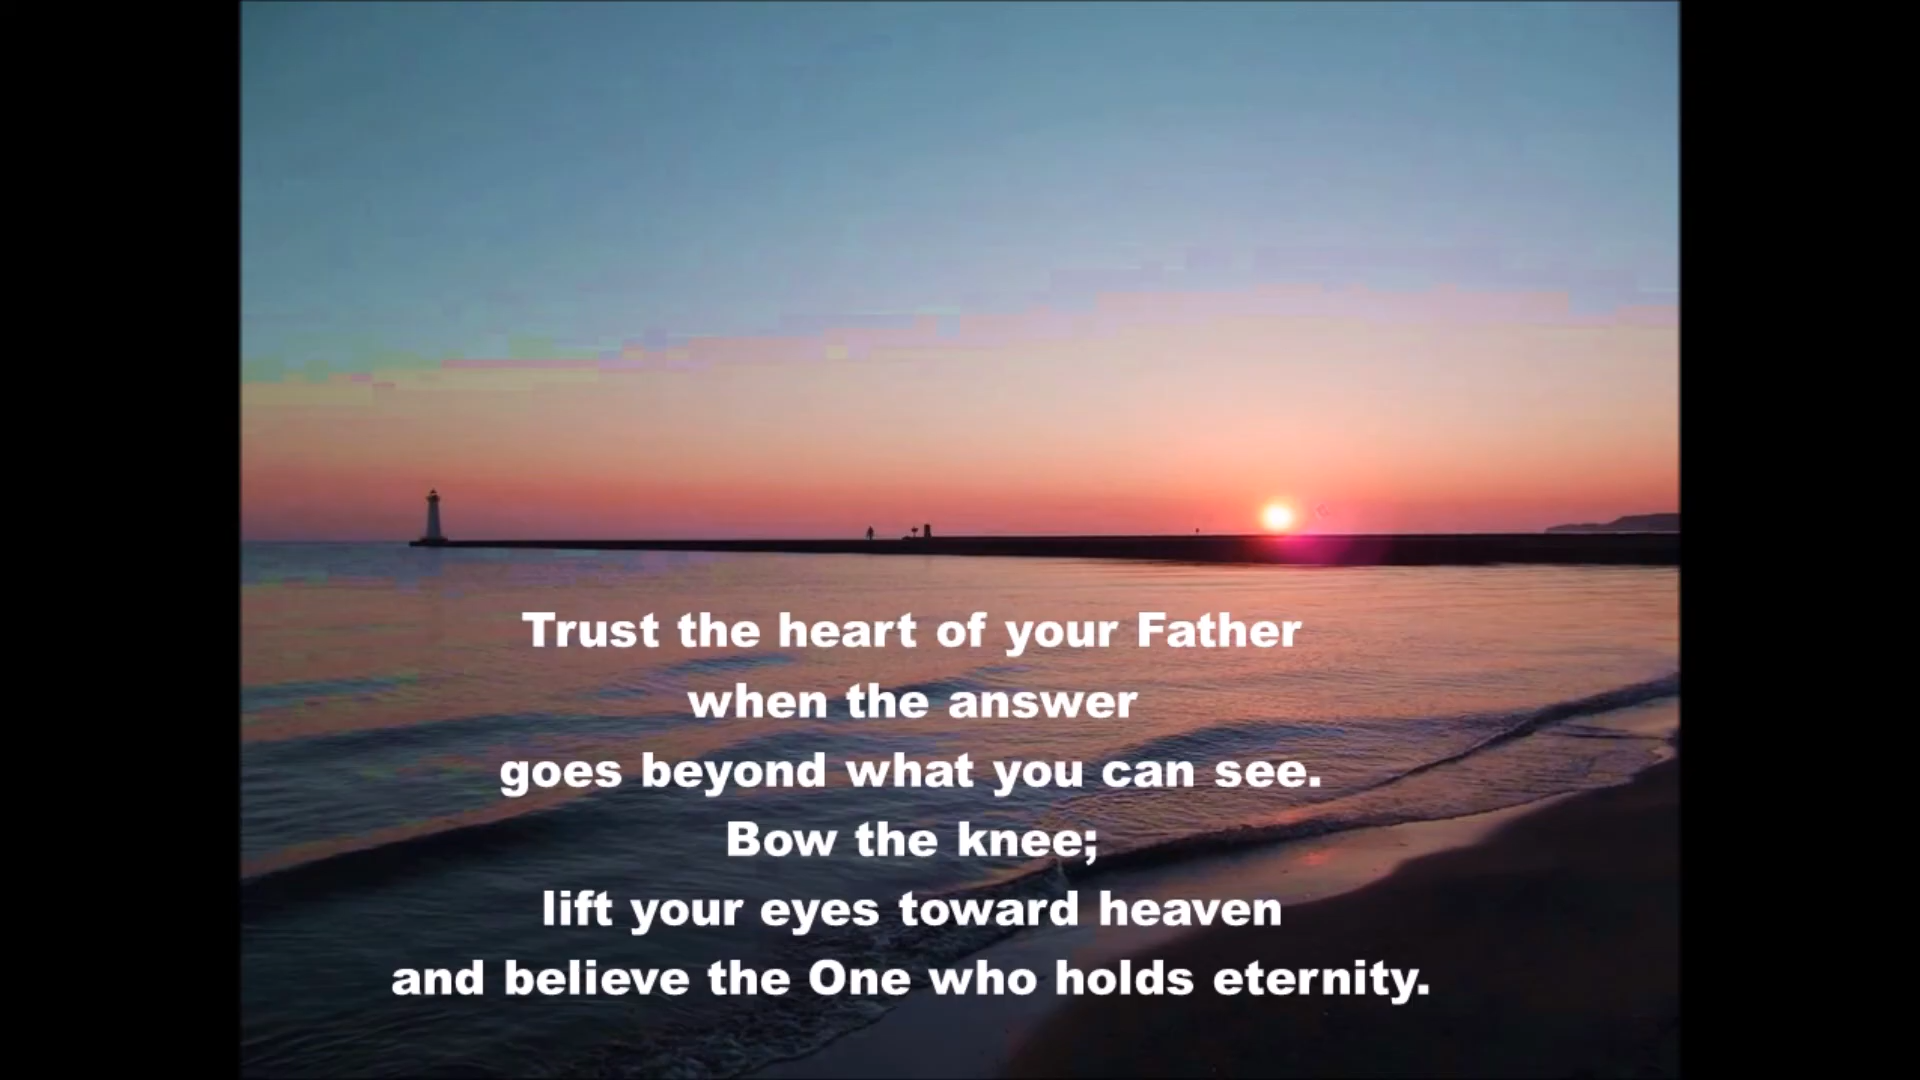 Trust the heart of your Father
when the answer
goes beyond what you can see.
Bow the knee;
lift your eyes toward heaven
and believe the One who holds eternity.